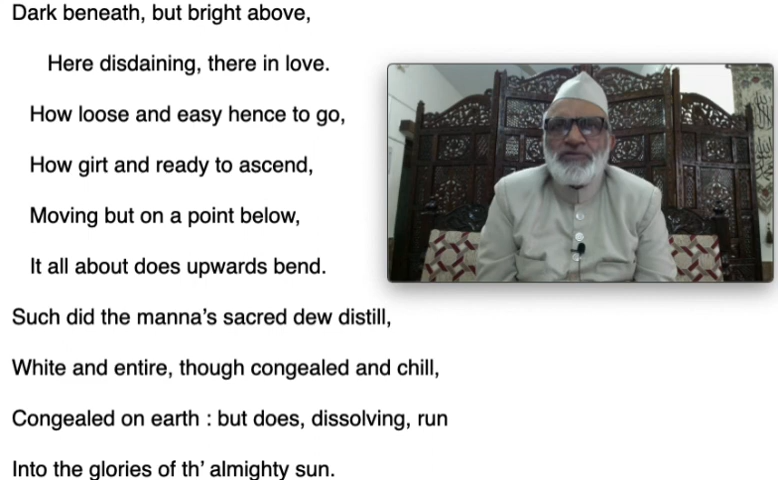 Dark beneath, but bright above,
Here disdaining, there in love.
How loose and easy hence to go,
How girt and ready to ascend,
Moving but on a point below,
It all about does upwards bend.
Such did the manna’s sacred dew distill,
White and entire, though congealed and chill,
Congealed on earth : but does, dissolving, run
Into the glories of th’ almighty sun.